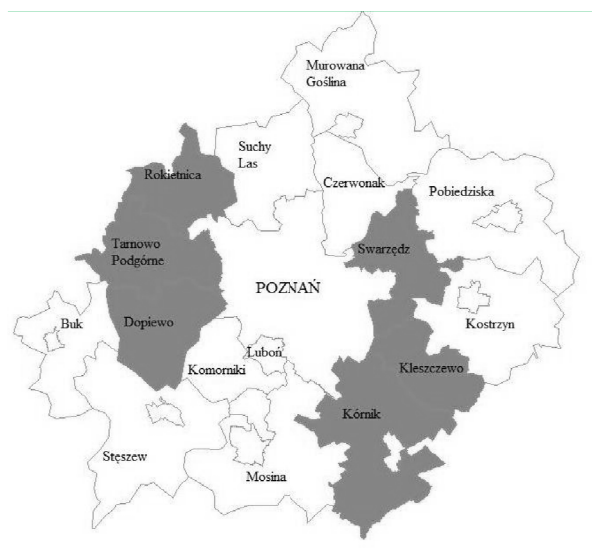 Murowana
Goślina
Suchy
Las
Rokietnica
Czerwonak
Pobiedziska
Tarnowo
Podgórne
Swarzędz
POZNAŃ
Buk
Dopiewo
Kostrzyn
Luboń
Komorniki
Kleszczewo
Kórnik
Stęszew
Mosina